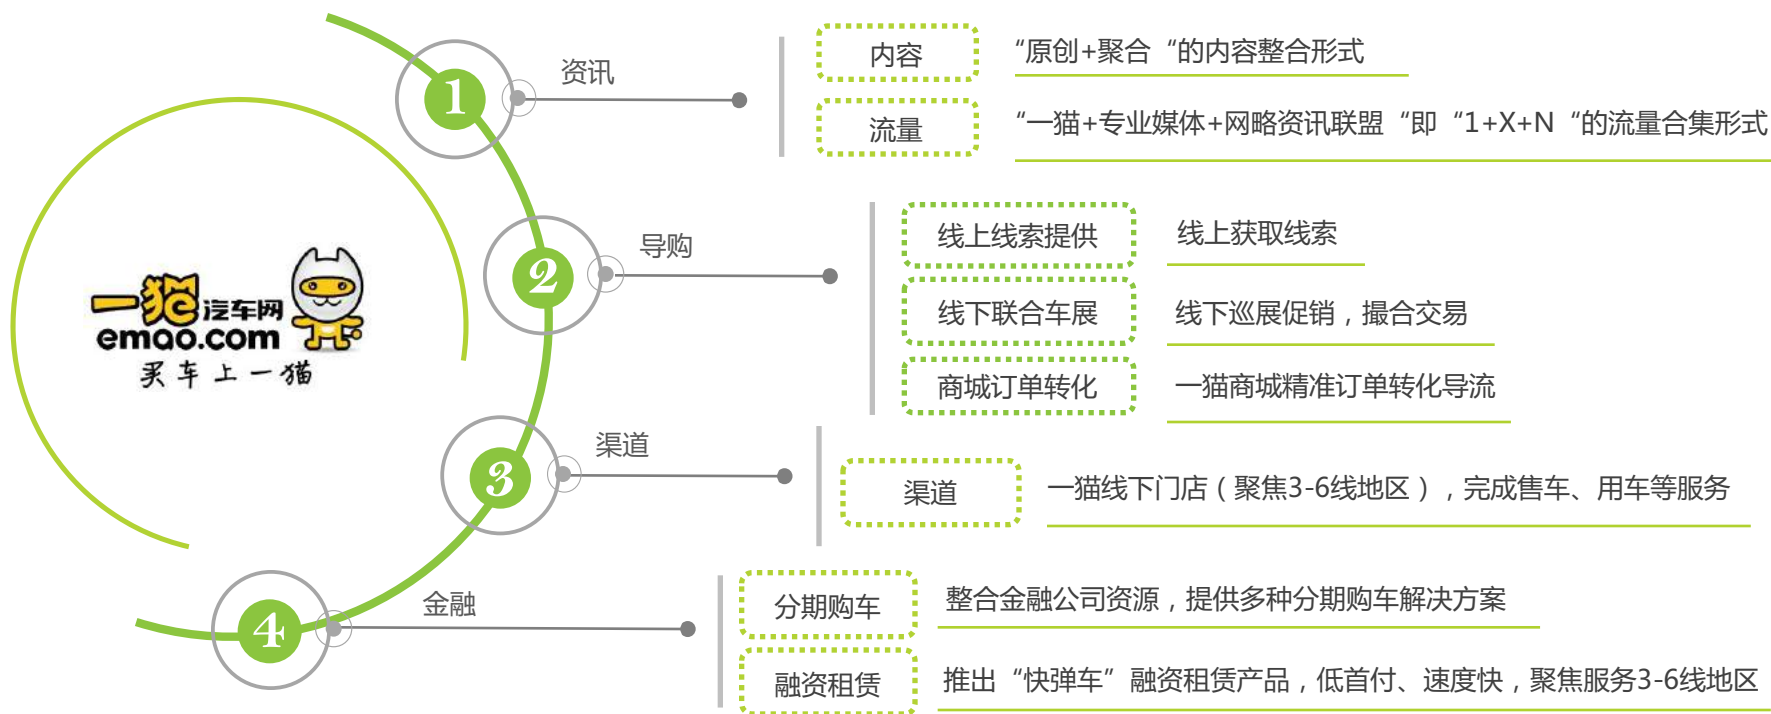 1
资讯
内容
“原创+聚合“的内容整合形式
流量
“一猫+专业媒体+网略资讯联盟“即“1+X+N“的流量合集形式
一猫汽车网
emao.com
买车上一猫
2
导购
线上线索提供
线上获取线索
线下联合车展
线下巡展促销，撮合交易
商城订单转化
一猫商城精准订单转化导流
3
渠道
渠道
一猫线下门店（聚焦3-6线地区），完成售车、用车等服务
4
金融
分期购车
整合金融公司资源，提供多种分期购车解决方案
融资租赁
推出“快弹车”融资租赁产品，低首付、速度快，聚焦服务3-6线地区